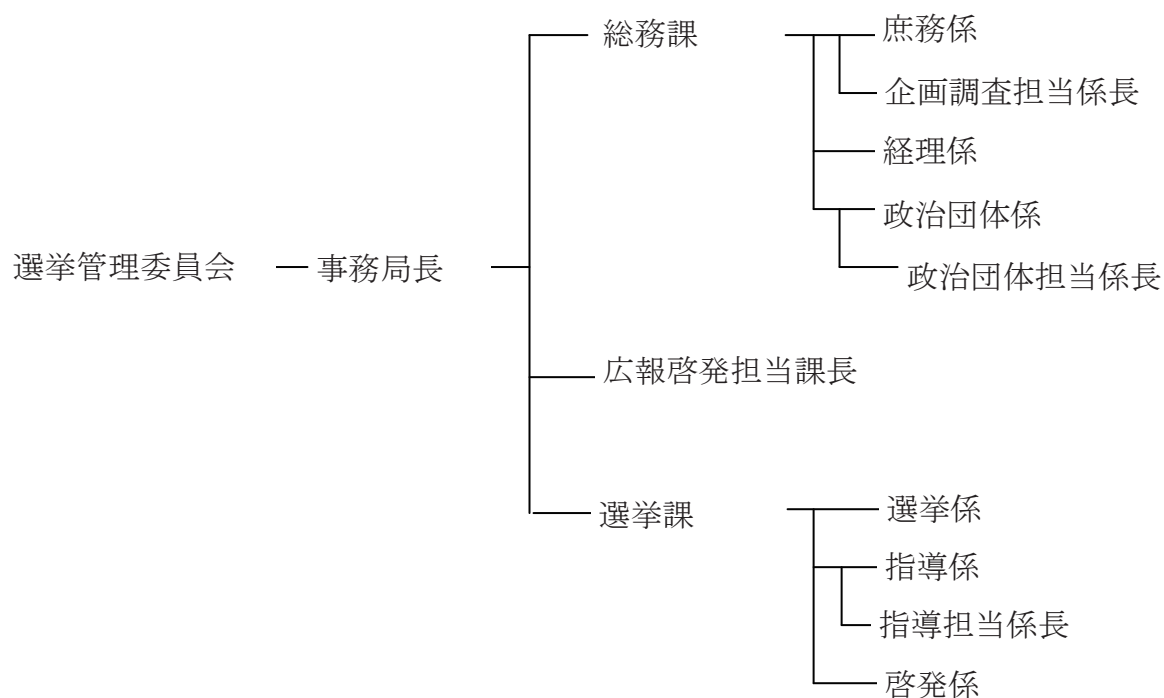 総務課
庶務係
企画調査担当係長
経理係
政治団体係
政治団体担当係長
選挙管理委員会
事務局長
広報啓発担当課長
選挙課
選挙係
指導係
指導担当係長
啓発係